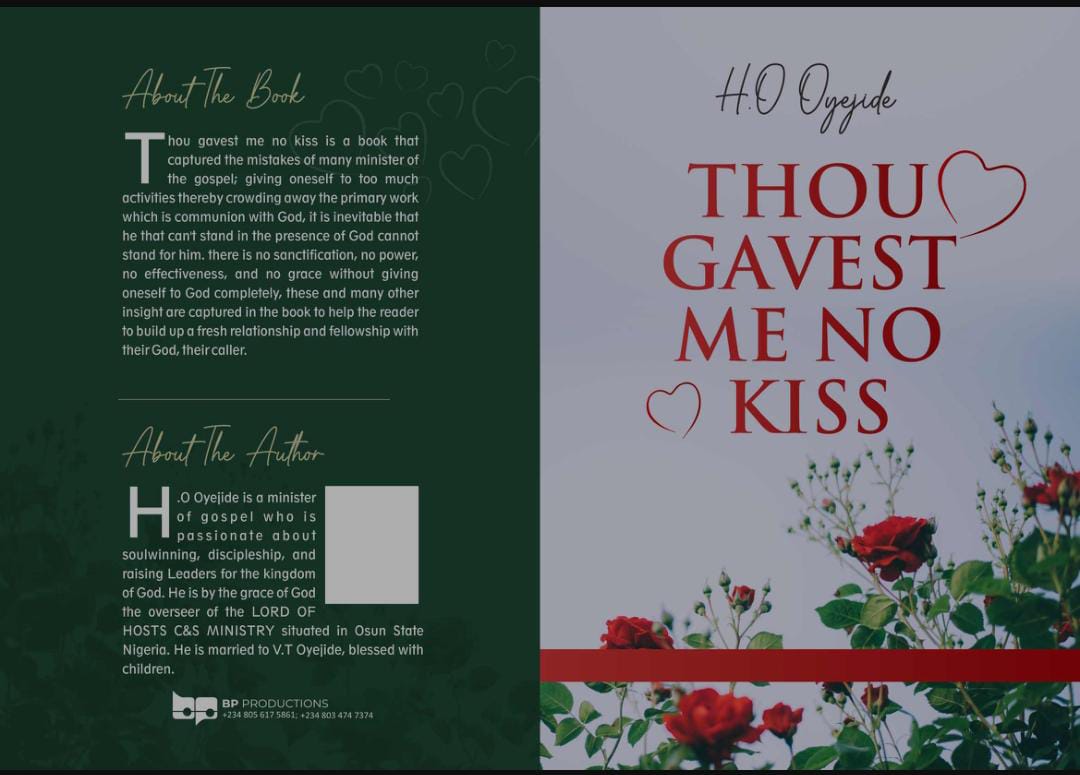 About The Book
Thou gavest me no kiss is a book that
captured the mistakes of many minister of
the gospel; giving oneself to too much
activities thereby crowding away the primary work
which is communion with God, it is inevitable that
he that can't stand in the presence of God cannot
stand for him. there is no sanctification, no power,
no effectiveness, and no grace without giving
oneself to God completely, these and many other
insight are captured in the book to help the reader
to build up a fresh relationship and fellowship with
their God, their caller.
About The Author
H.O Oyejide is a minister
of gospel who is
passionate about
soulwinning, discipleship, and
raising Leaders for the kingdom
of God. He is by the grace of God
the overseer of the LORD OF
HOSTS C&S MINISTRY situated in Osun State
Nigeria. He is married to V.T Oyejide, blessed with
children.
bp
BP PRODUCTIONS
+234 805 617 5861; +234 803 474 7374
H.O Oyejide
THOU
GAVEST
ME NO
KISS